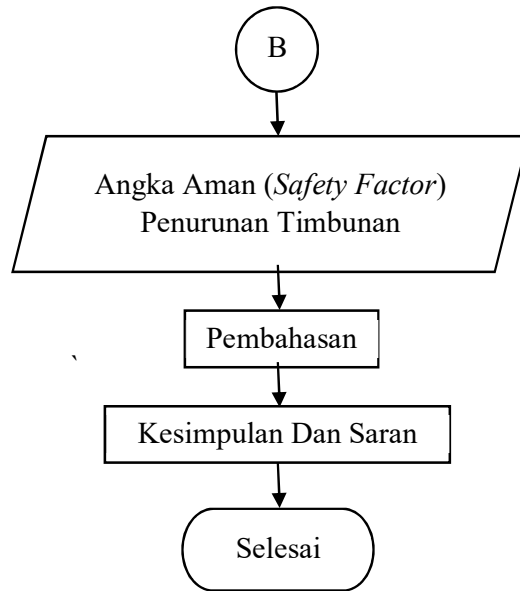 B
Angka Aman (Safety Factor)
Penurunan Timbunan
Pembahasan
`
Kesimpulan Dan Saran
Selesai